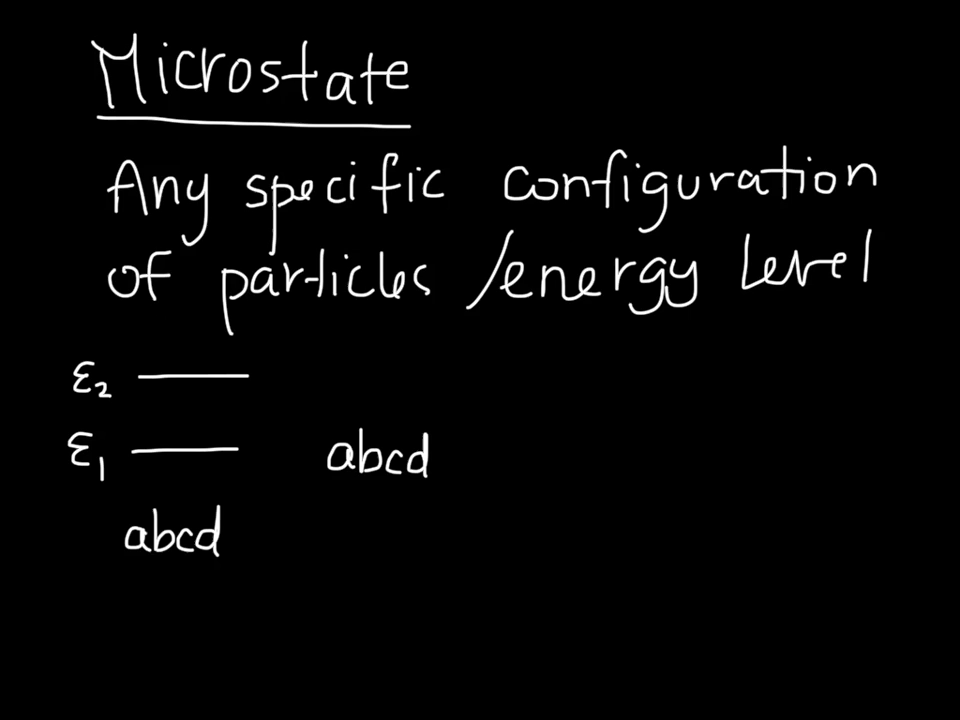 Microstate
Any specific configuration
of particles /energy level
ε₂
ε₁ abcd
abcd